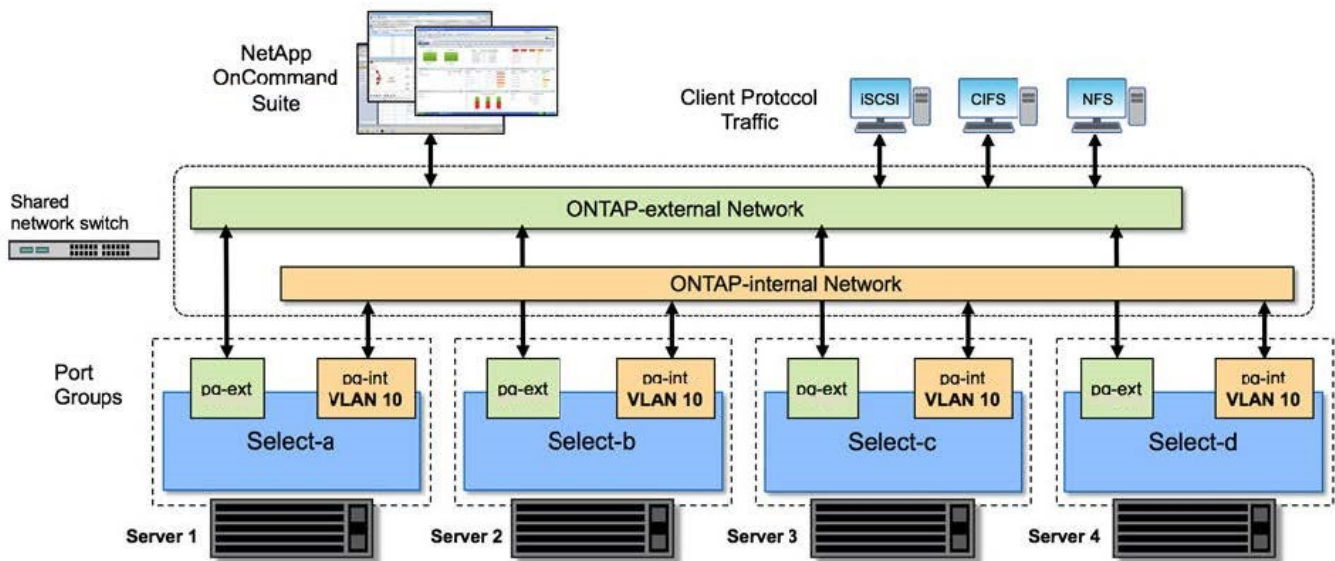 NetApp
OnCommand
Suite
Client Protocol
Traffic
iSCSI
CIFS
NFS
Shared
network switch
ONTAP-external Network
ONTAP-internal Network
Port
Groups
pg-ext
pg-int
VLAN 10
Select-a
pg-ext
pg-int
VLAN 10
Select-b
pg-ext
pg-int
VLAN 10
Select-c
pg-ext
pg-int
VLAN 10
Select-d
Server 1
Server 2
Server 3
Server 4